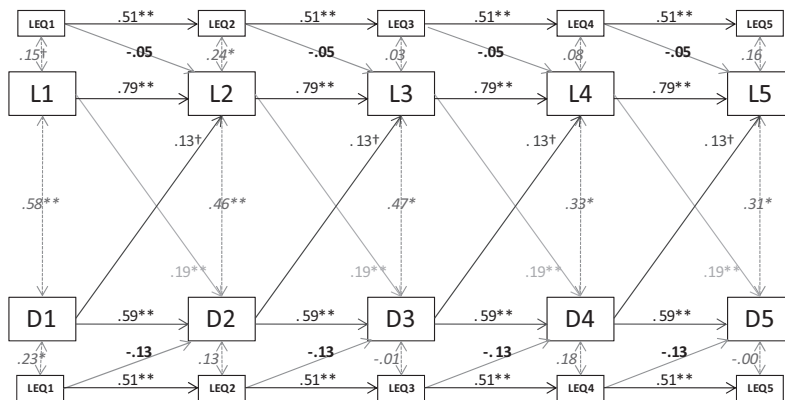 .51** .51** .51** .51**
LEQ1 LEQ2 LEQ3 LEQ4 LEQ5
.15† -.05 .24* -.05 .03 -.05 .08 -.05 .16
.79** .79** .79** .79**
L1 L2 L3 L4 L5
.13† .13† .13† .13†
.58** .46** .47* .33* .31*
.19** .19** .19** .19**
D1 .59** D2 .59** D3 .59** D4 .59** D5
.23* -.13 .13 -.13 -.01 -.13 .18 -.13 -.00
.51** .51** .51** .51**
LEQ1 LEQ2 LEQ3 LEQ4 LEQ5